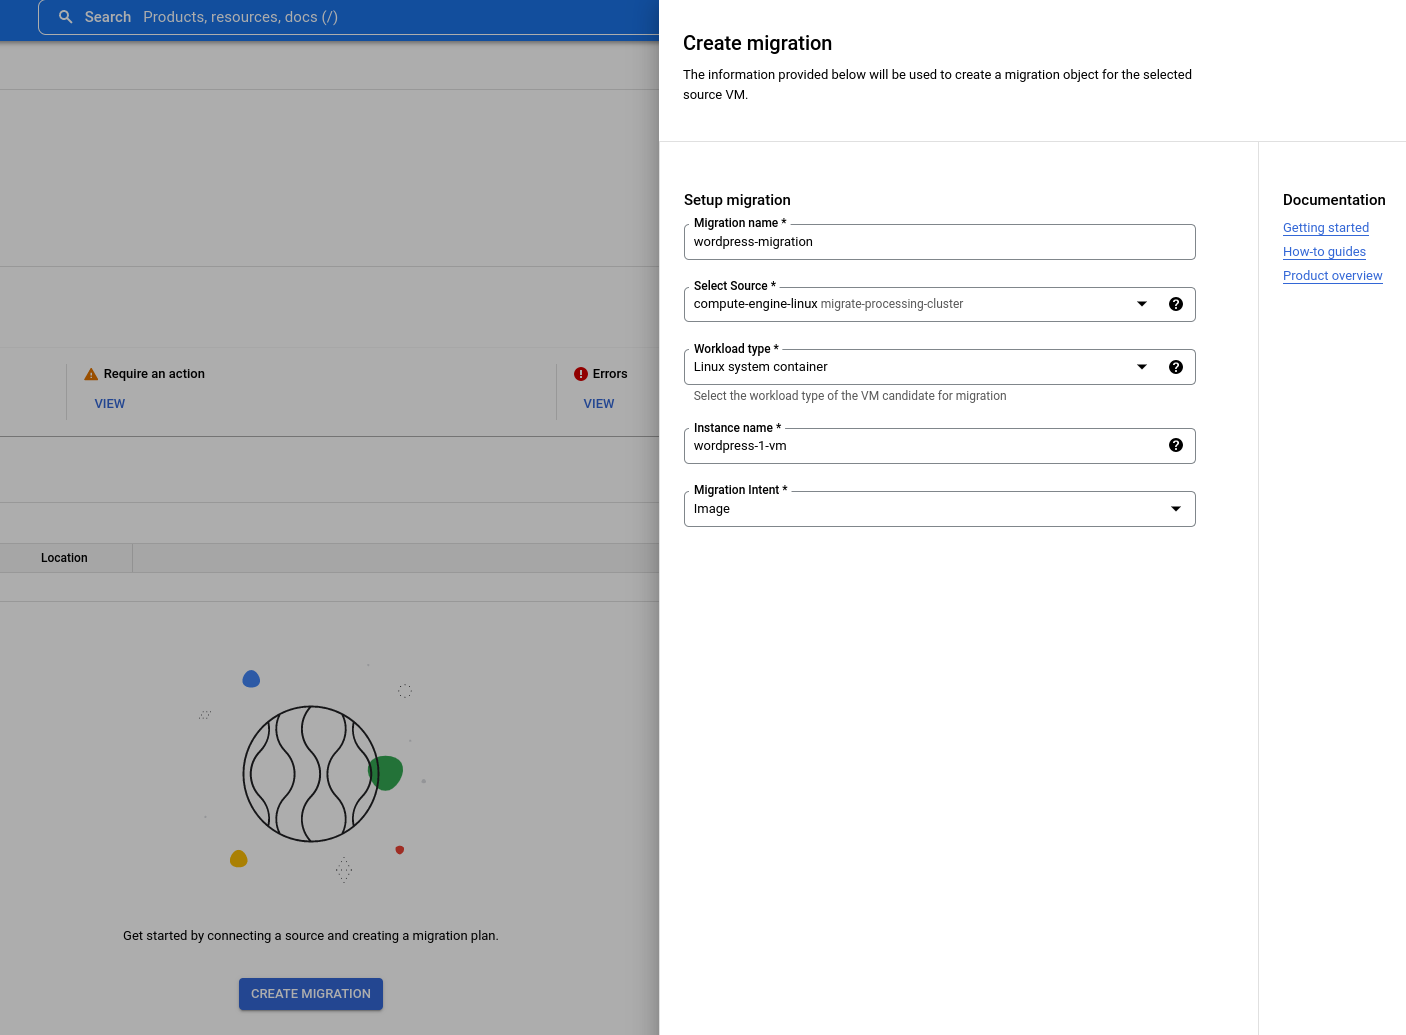 Search Products, resources, docs (/)
Require an action
VIEW
Errors
VIEW
Location
Get started by connecting a source and creating a migration plan.
CREATE MIGRATION
Create migration
The information provided below will be used to create a migration object for the selected
source VM.
Setup migration
Migration name *
wordpress-migration
Select Source *
compute-engine-linux migrate-processing-cluster
Workload type *
Linux system container
Select the workload type of the VM candidate for migration
Instance name *
wordpress-1-vm
Migration Intent *
Image
Documentation
Getting started
How-to guides
Product overview